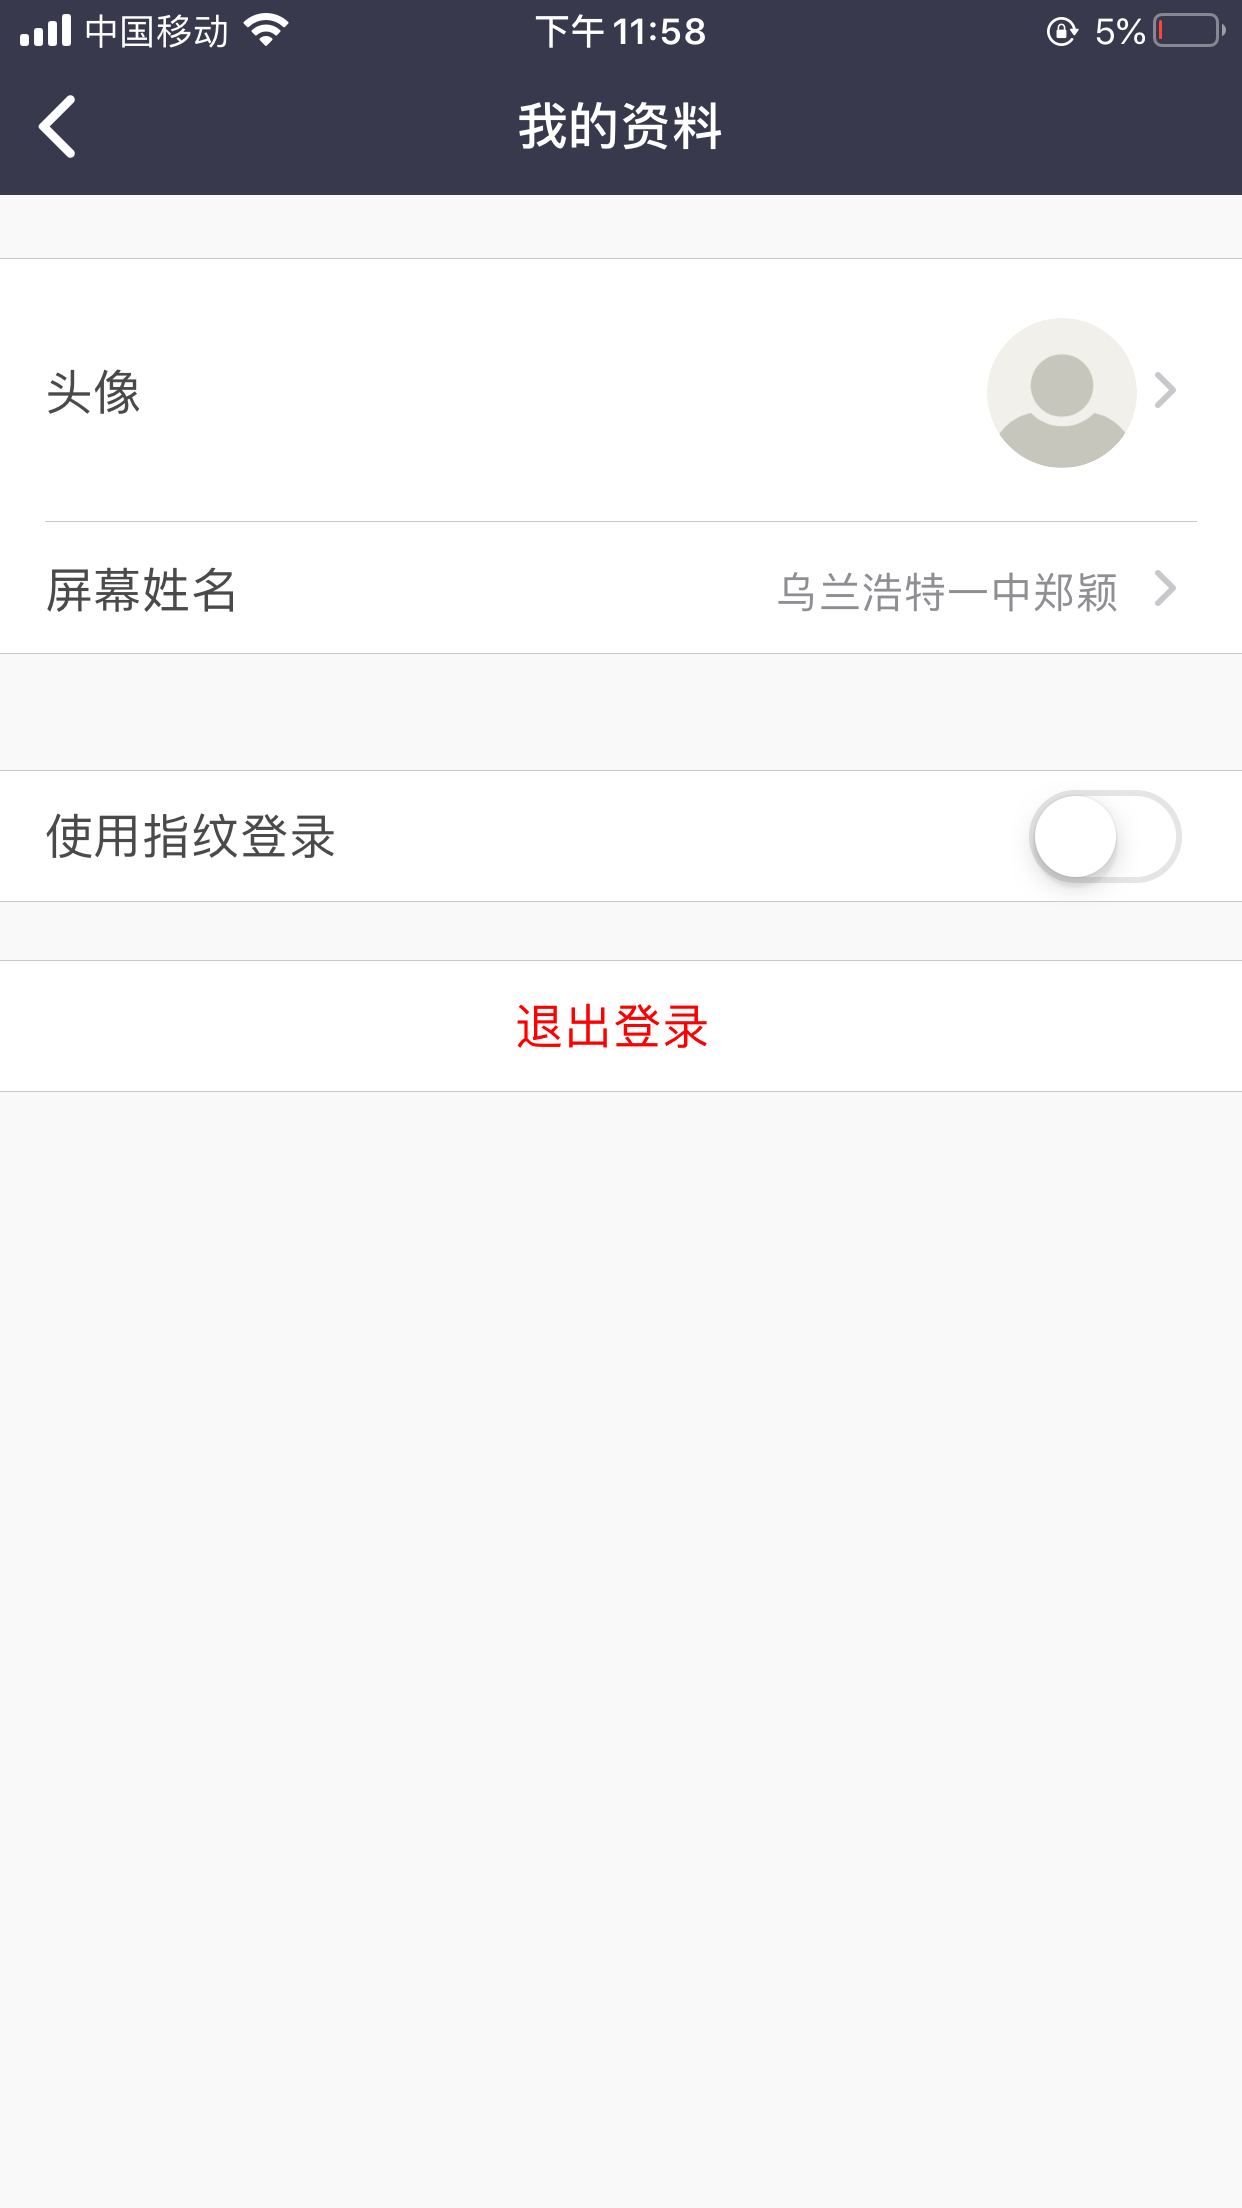 中国移动 下午11:58 5%
我的资料
头像
屏幕姓名 乌兰浩特一中郑颖
使用指纹登录
退出登录